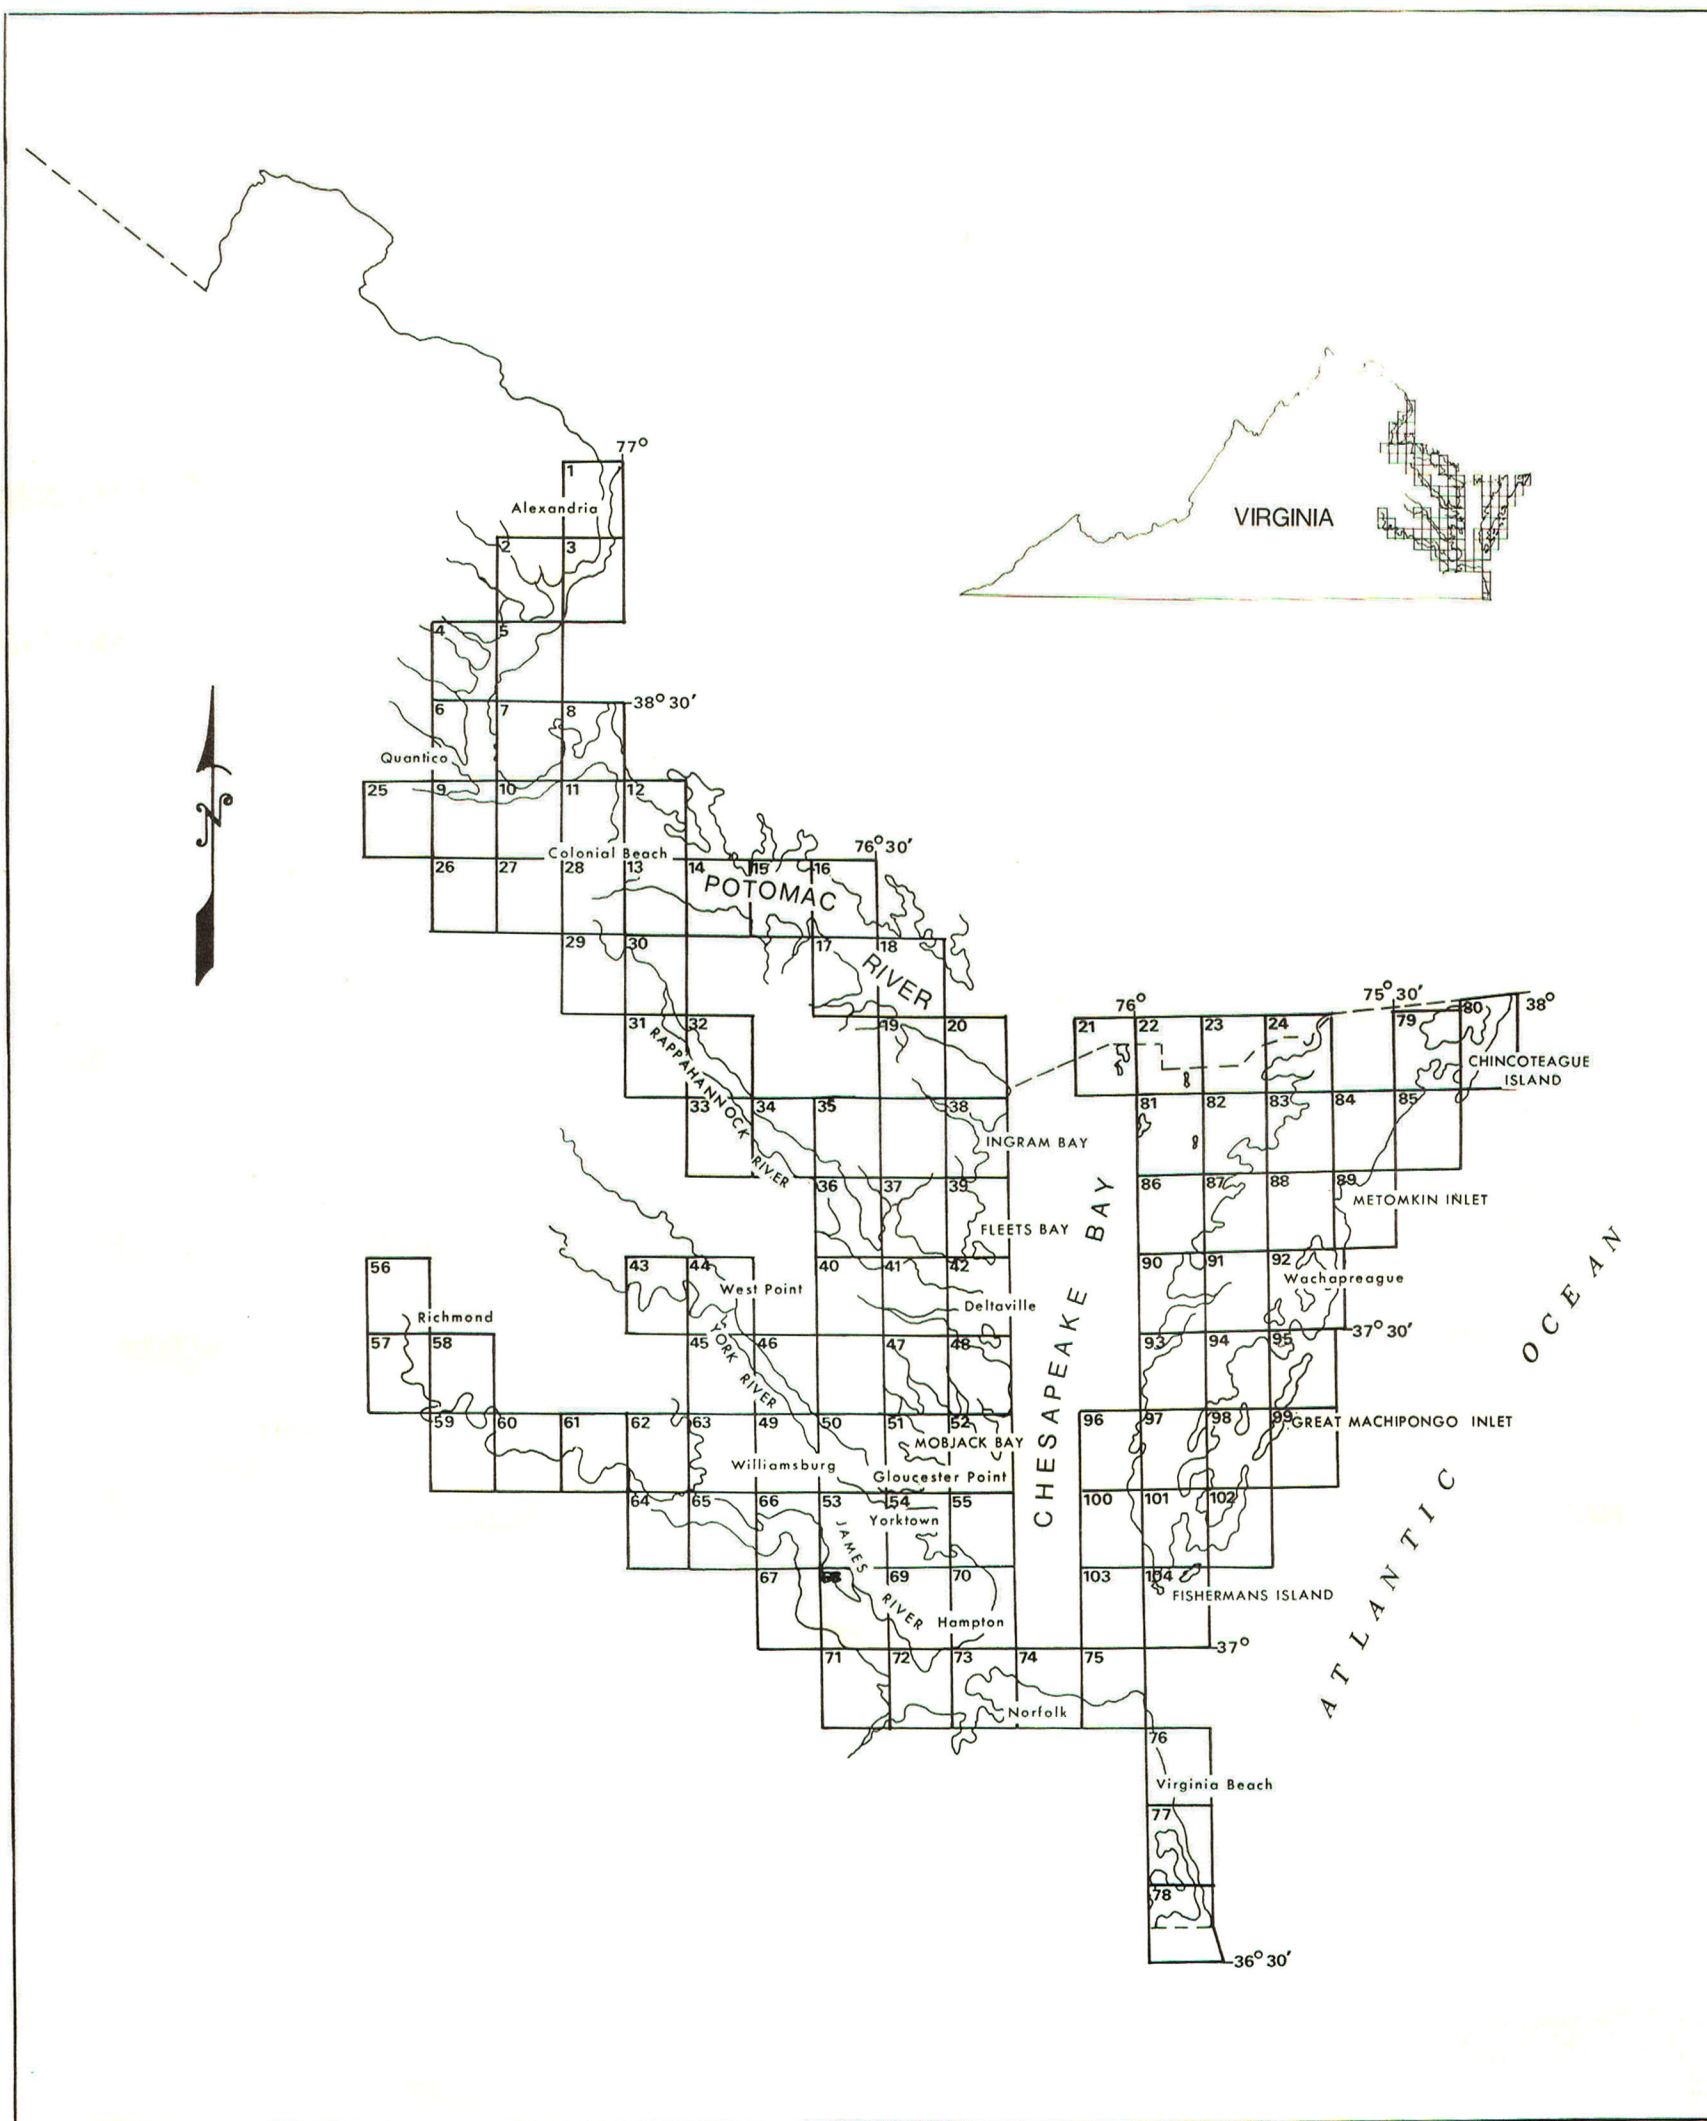 77°
1
Alexandria
2 3
4 5
38° 30′
6 7 8
Quantico
25 9 10 11 12
76° 30′
Colonial Beach
26 27 28 13 14 15 16
POTOMAC
29 30 17 18
RIVER
VIRGINIA
76°
75° 30′
38°
31 32 19 20 21 22 23 24 79 80
RAPPAHANNOCK
RIVER
CHINCOTEAGUE
ISLAND
33 34 35 38 81 82 83 84 85
INGRAM BAY
36 37 39 86 87 88 89
METOMKIN INLET
FLEETS BAY
56 43 44 40 41 42 90 91 92
West Point
Wachapreague
Deltaville
Richmond
37° 30′
57 58 45 46 47 48 93 94 95
YORK
RIVER
CHESAPEAKE BAY
59 60 61 62 63 49 50 51 52 96 97 98 99
GREAT MACHIPONGO INLET
MOBJACK BAY
Williamsburg
Gloucester Point
64 65 66 53 54 55 100 101 102
Yorktown
JAMES
RIVER
67 69 70 103 104
FISHERMANS ISLAND
Hampton
37°
71 72 73 74 75
Norfolk
76
Virginia Beach
77
78
36° 30′
ATLANTIC OCEAN
N